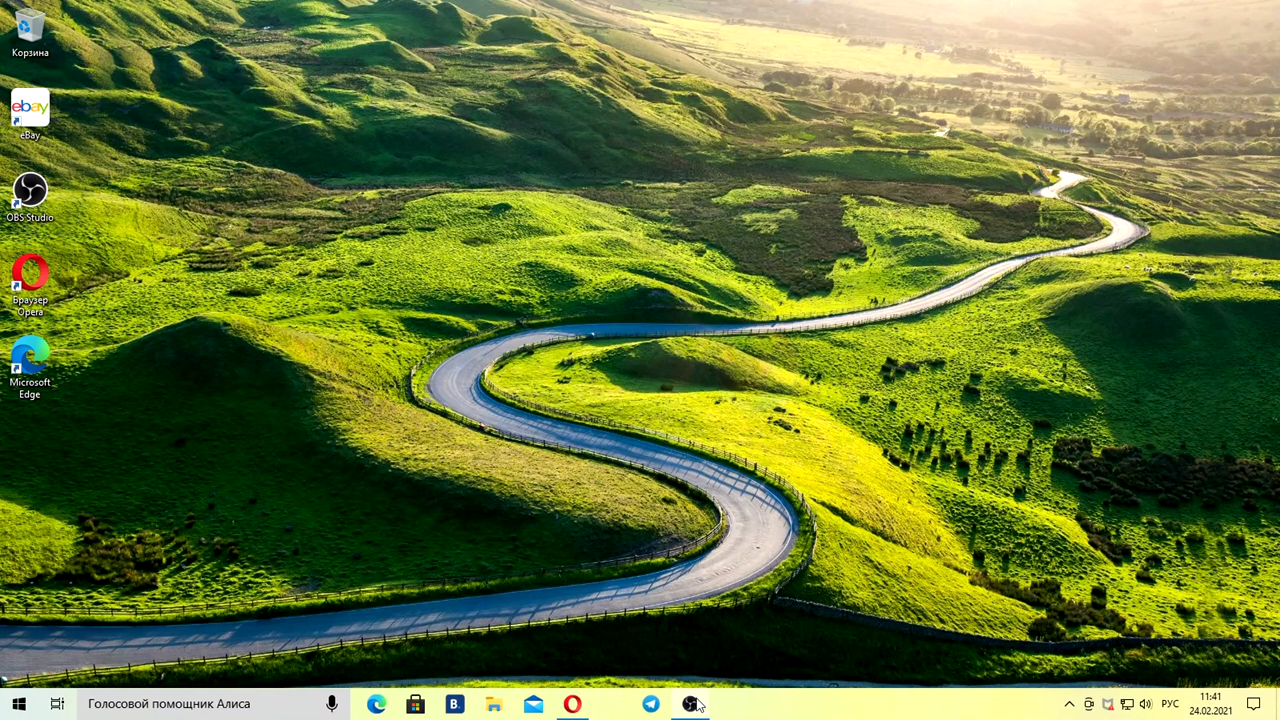 Корзина
ebay
eBay
OBS Studio
Браузер
Opera
Microsoft
Edge
Голосовой помощник Алиса
B.
РУС
11:41
24.02.2021